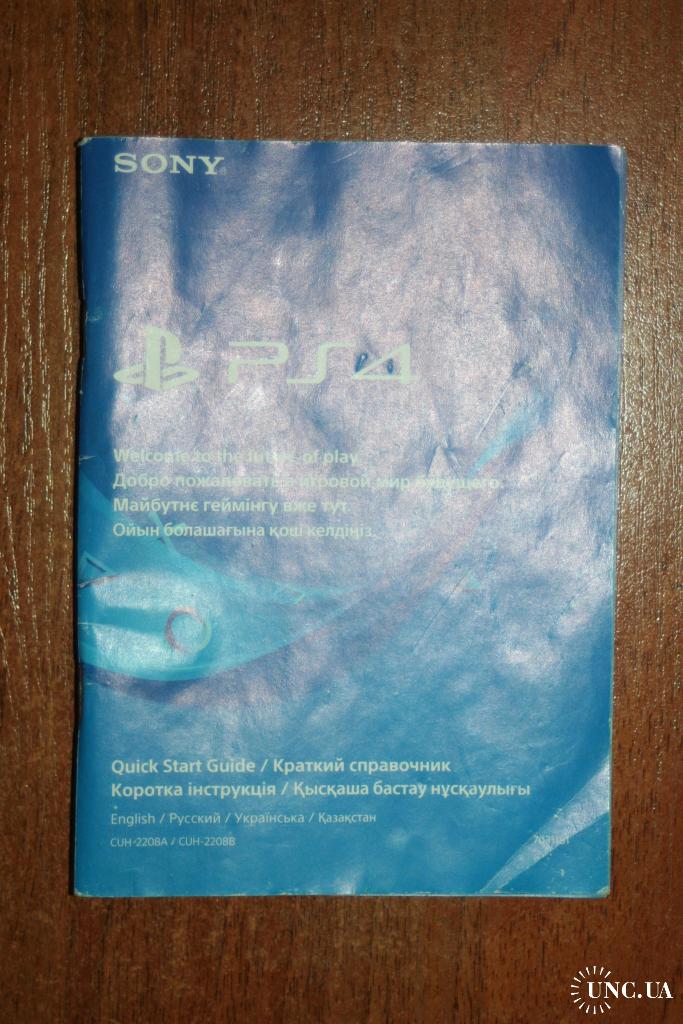 SONY
PS4
Welcome to the future of play.
Добро пожаловать в игровой мир будущего.
Майбутнє геймінгу вже тут.
Ойын болашағына қош келдіңіз.
Quick Start Guide / Краткий справочник
Коротка інструкція / Қысқаша бастау нұсқаулығы
English / Русский / Українська / Қазақстан
CUH-2208A / CUH-2208B
UNC.UA